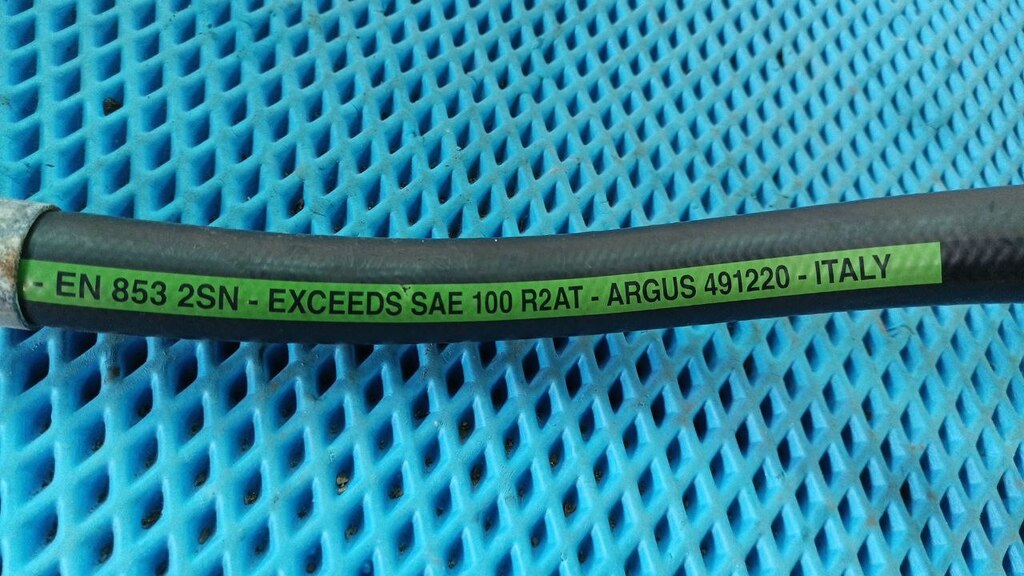 - EN 853 2SN - EXCEEDS SAE 100 R2AT - ARGUS 491220 - ITALY